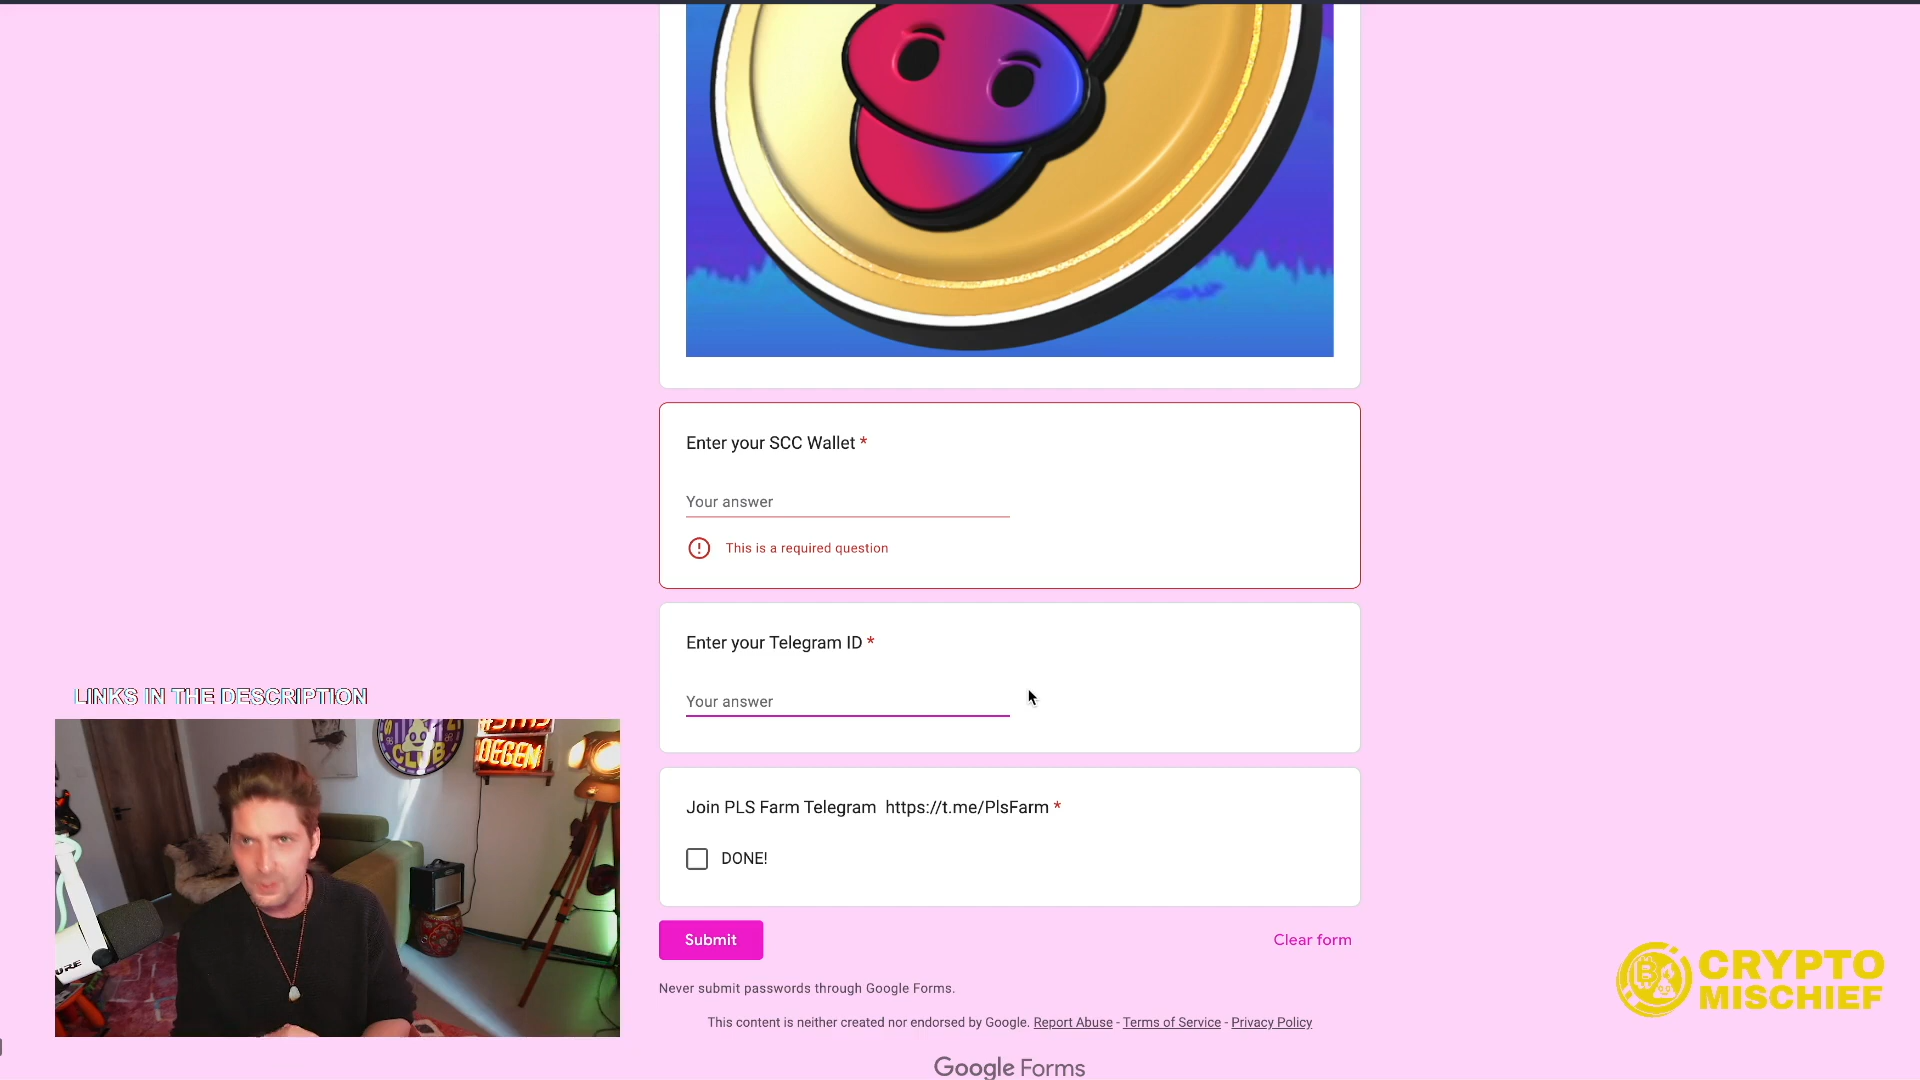 Enter your SCC Wallet *
Your answer
This is a required question
Enter your Telegram ID *
Your answer
Join PLS Farm Telegram  https://t.me/PlsFarm *
DONE!
Submit
Clear form
Never submit passwords through Google Forms.
This content is neither created nor endorsed by Google. Report Abuse - Terms of Service - Privacy Policy
Google Forms
LINKS IN THE DESCRIPTION
CLUB
DEGEN
CRYPTO
MISCHIEF